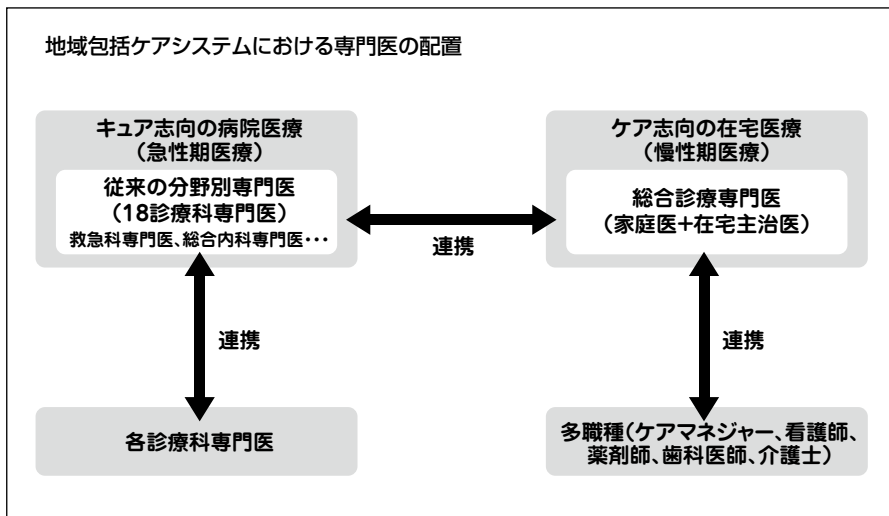 地域包括ケアシステムにおける専門医の配置
キュア志向の病院医療
（急性期医療）
従来の分野別専門医
（18診療科専門医）
救急科専門医、総合内科専門医・・・
ケア志向の在宅医療
（慢性期医療）
総合診療専門医
（家庭医+在宅主治医）
連携
連携
連携
各診療科専門医
多職種（ケアマネジャー、看護師、
薬剤師、歯科医師、介護士）